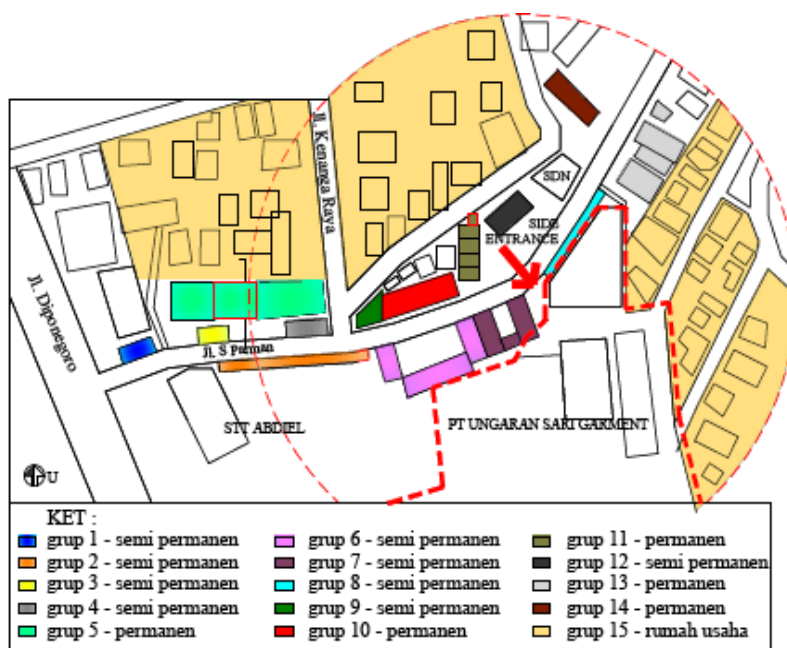 Jl. Kenanga Raya
SDN
SIDE
ENTRANCE
Jl. Diponegoro
Jl. S Parman
STT ABDIEL
PT UNGARAN SARI GARMENT
U
KET :
grup 1 - semi permanen
grup 2 - semi permanen
grup 3 - semi permanen
grup 4 - semi permanen
grup 5 - permanen
grup 6 - semi permanen
grup 7 - semi permanen
grup 8 - semi permanen
grup 9 - semi permanen
grup 10 - permanen
grup 11 - permanen
grup 12 - semi permanen
grup 13 - permanen
grup 14 - permanen
grup 15 - rumah usaha